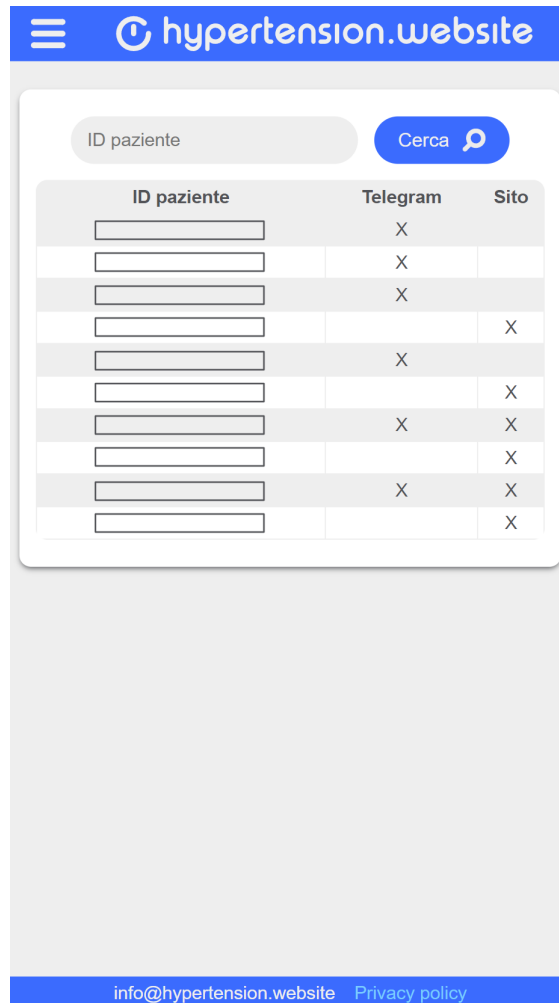 hypertension.website
ID paziente Cerca
ID paziente Telegram Sito
X
X
X
X
X
X
X X
X
X X
X
info@hypertension.website Privacy policy